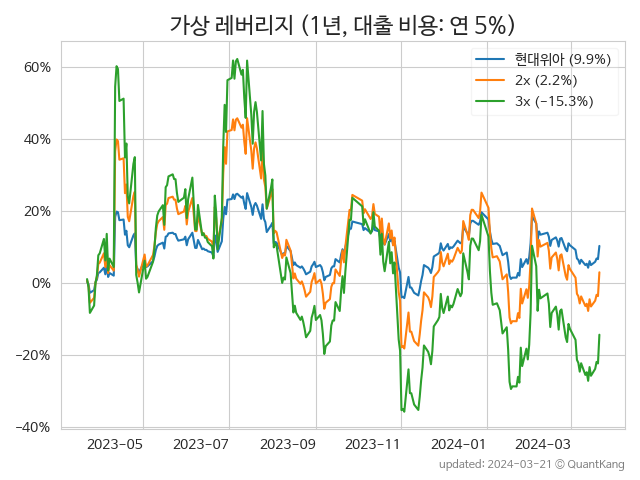 가상 레버리지 (1년, 대출 비용: 연 5%)
현대위아 (9.9%)
2x (2.2%)
3x (−15.3%)
60%
40%
20%
0%
−20%
−40%
2023-05
2023-07
2023-09
2023-11
2024-01
2024-03
updated: 2024-03-21 © QuantKang